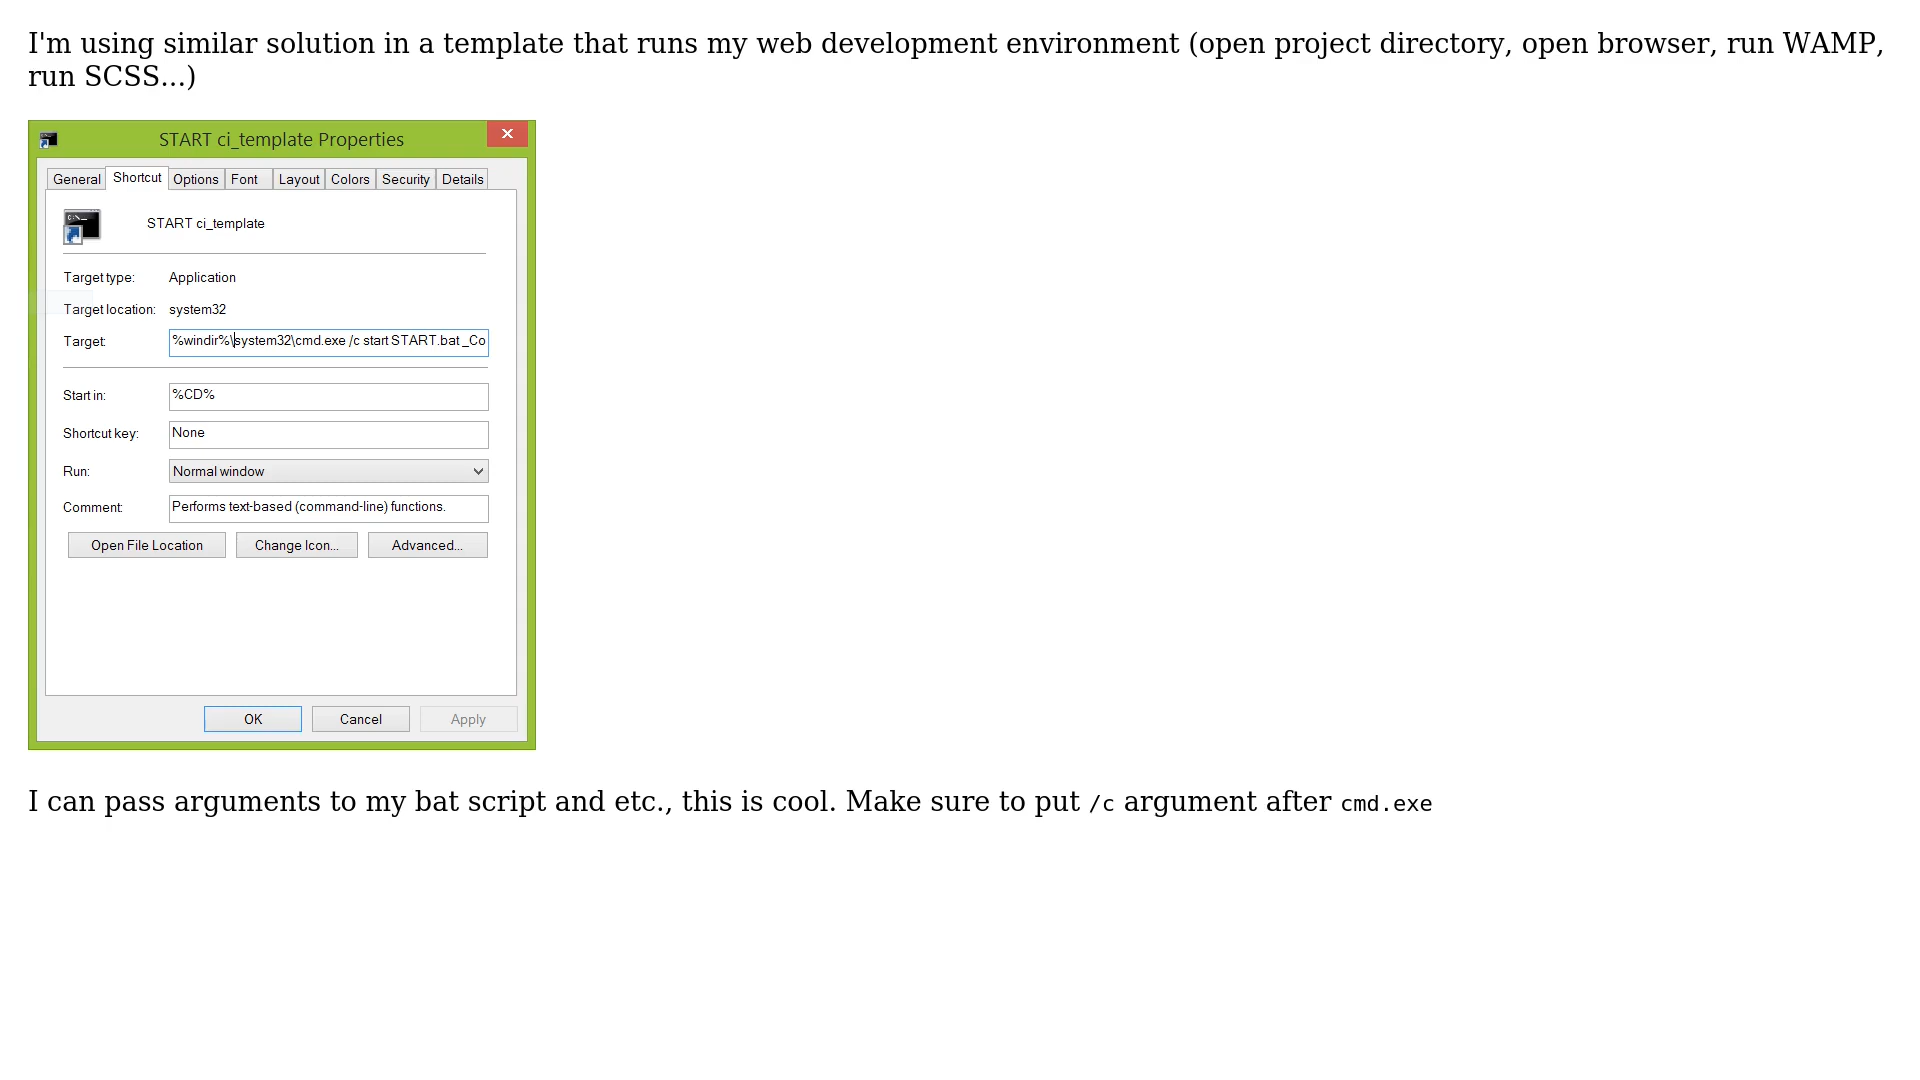 I'm using similar solution in a template that runs my web development environment (open project directory, open browser, run WAMP,
run SCSS...)
START ci_template Properties
General Shortcut Options Font Layout Colors Security Details
START ci_template
Target type: Application
Target location: system32
Target: %windir%\system32\cmd.exe /c start START.bat _Co
Start in: %CD%
Shortcut key: None
Run: Normal window
Comment: Performs text-based (command-line) functions.
Open File Location Change Icon... Advanced...
OK Cancel Apply
I can pass arguments to my bat script and etc., this is cool. Make sure to put /c argument after cmd.exe